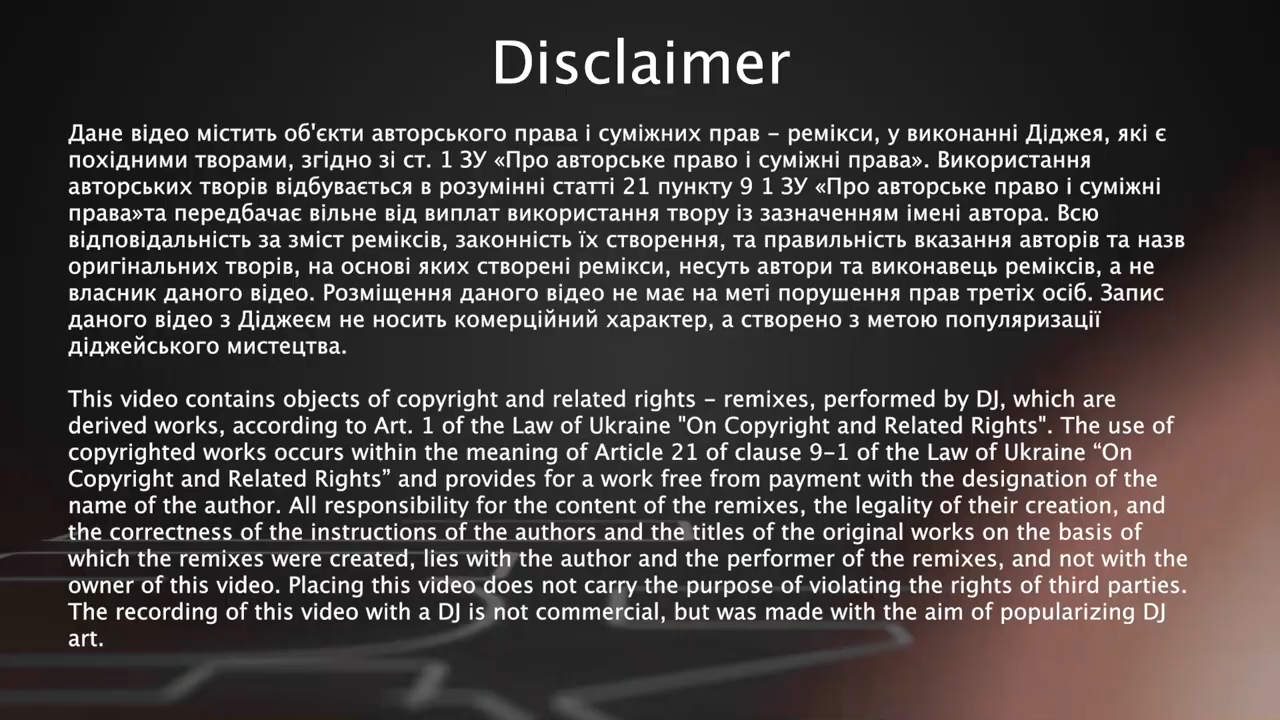 Disclaimer
Дане відео містить об'єкти авторського права і суміжних прав – ремікси, у виконанні Діджея, які є
похідними творами, згідно зі ст. 1 ЗУ «Про авторське право і суміжні права». Використання
авторських творів відбувається в розумінні статті 21 пункту 9 1 ЗУ «Про авторське право і суміжні
права»та передбачає вільне від виплат використання твору із зазначенням імені автора. Всю
відповідальність за зміст реміксів, законність їх створення, та правильність вказання авторів та назв
оригінальних творів, на основі яких створені ремікси, несуть автори та виконавець реміксів, а не
власник даного відео. Розміщення даного відео не має на меті порушення прав третіх осіб. Запис
даного відео з Діджеєм не носить комерційний характер, а створено з метою популяризації
діджейського мистецтва.
This video contains objects of copyright and related rights – remixes, performed by DJ, which are
derived works, according to Art. 1 of the Law of Ukraine "On Copyright and Related Rights". The use of
copyrighted works occurs within the meaning of Article 21 of clause 9–1 of the Law of Ukraine “On
Copyright and Related Rights” and provides for a work free from payment with the designation of the
name of the author. All responsibility for the content of the remixes, the legality of their creation, and
the correctness of the instructions of the authors and the titles of the original works on the basis of
which the remixes were created, lies with the author and the performer of the remixes, and not with the
owner of this video. Placing this video does not carry the purpose of violating the rights of third parties.
The recording of this video with a DJ is not commercial, but was made with the aim of popularizing DJ
art.